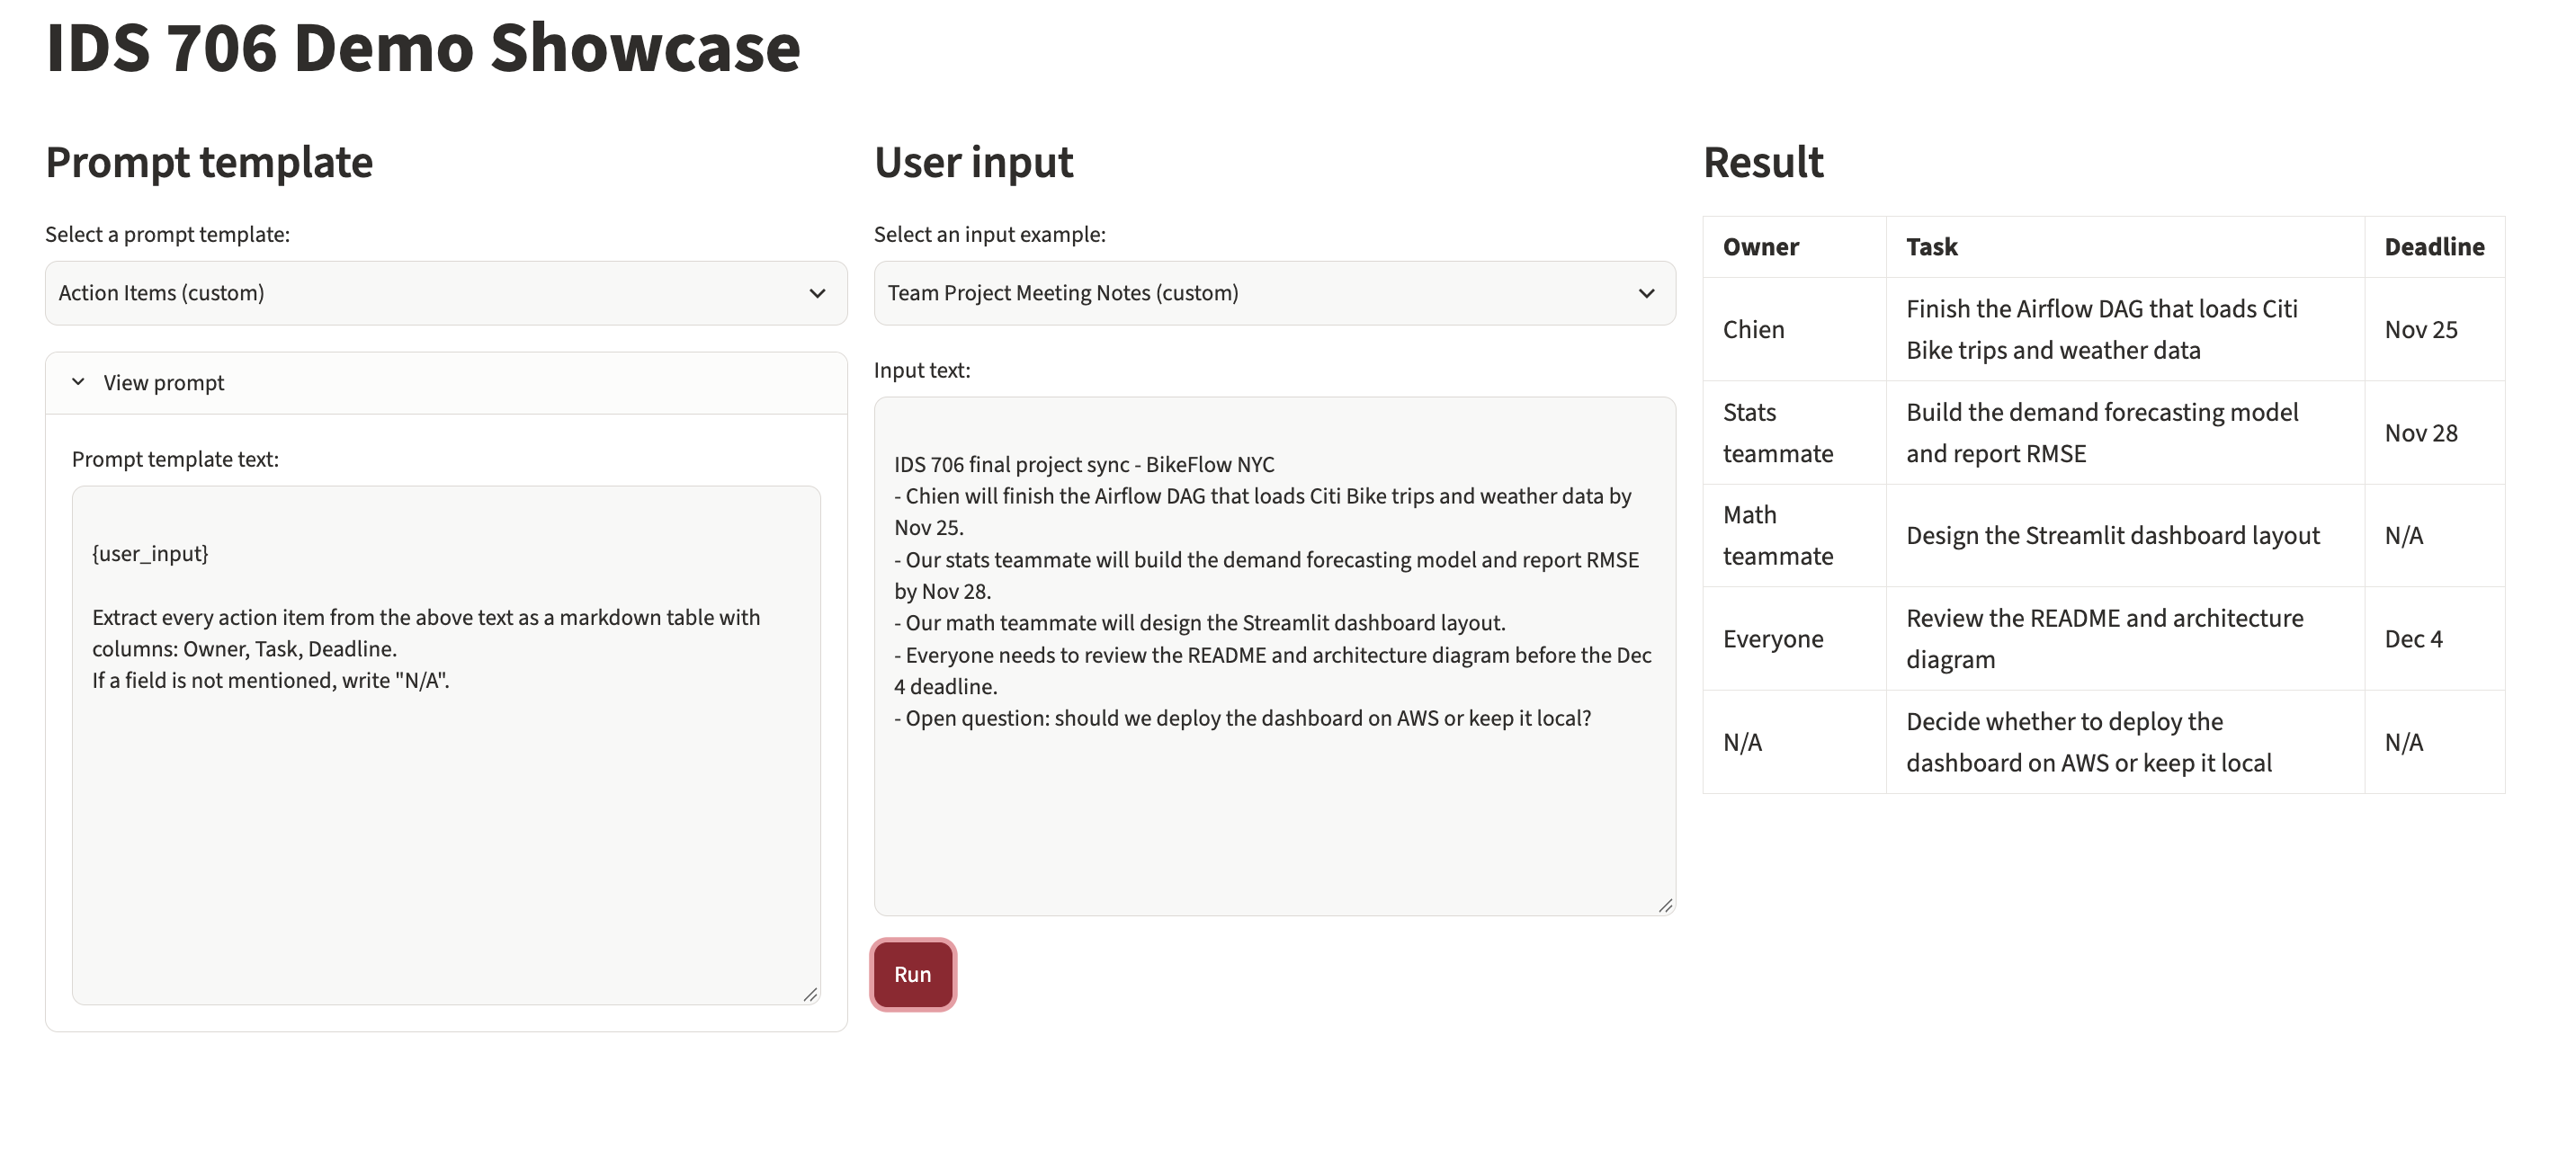 IDS 706 Demo Showcase
Prompt template
Select a prompt template:
Action Items (custom)
View prompt
Prompt template text:
{user_input}
Extract every action item from the above text as a markdown table with
columns: Owner, Task, Deadline.
If a field is not mentioned, write "N/A".
User input
Select an input example:
Team Project Meeting Notes (custom)
Input text:
IDS 706 final project sync - BikeFlow NYC
- Chien will finish the Airflow DAG that loads Citi Bike trips and weather data by
Nov 25.
- Our stats teammate will build the demand forecasting model and report RMSE
by Nov 28.
- Our math teammate will design the Streamlit dashboard layout.
- Everyone needs to review the README and architecture diagram before the Dec
4 deadline.
- Open question: should we deploy the dashboard on AWS or keep it local?
Run
Result
Owner Task Deadline
Chien
Finish the Airflow DAG that loads Citi
Bike trips and weather data
Nov 25
Stats
teammate
Build the demand forecasting model
and report RMSE
Nov 28
Math
teammate
Design the Streamlit dashboard layout
N/A
Everyone
Review the README and architecture
diagram
Dec 4
N/A
Decide whether to deploy the
dashboard on AWS or keep it local
N/A